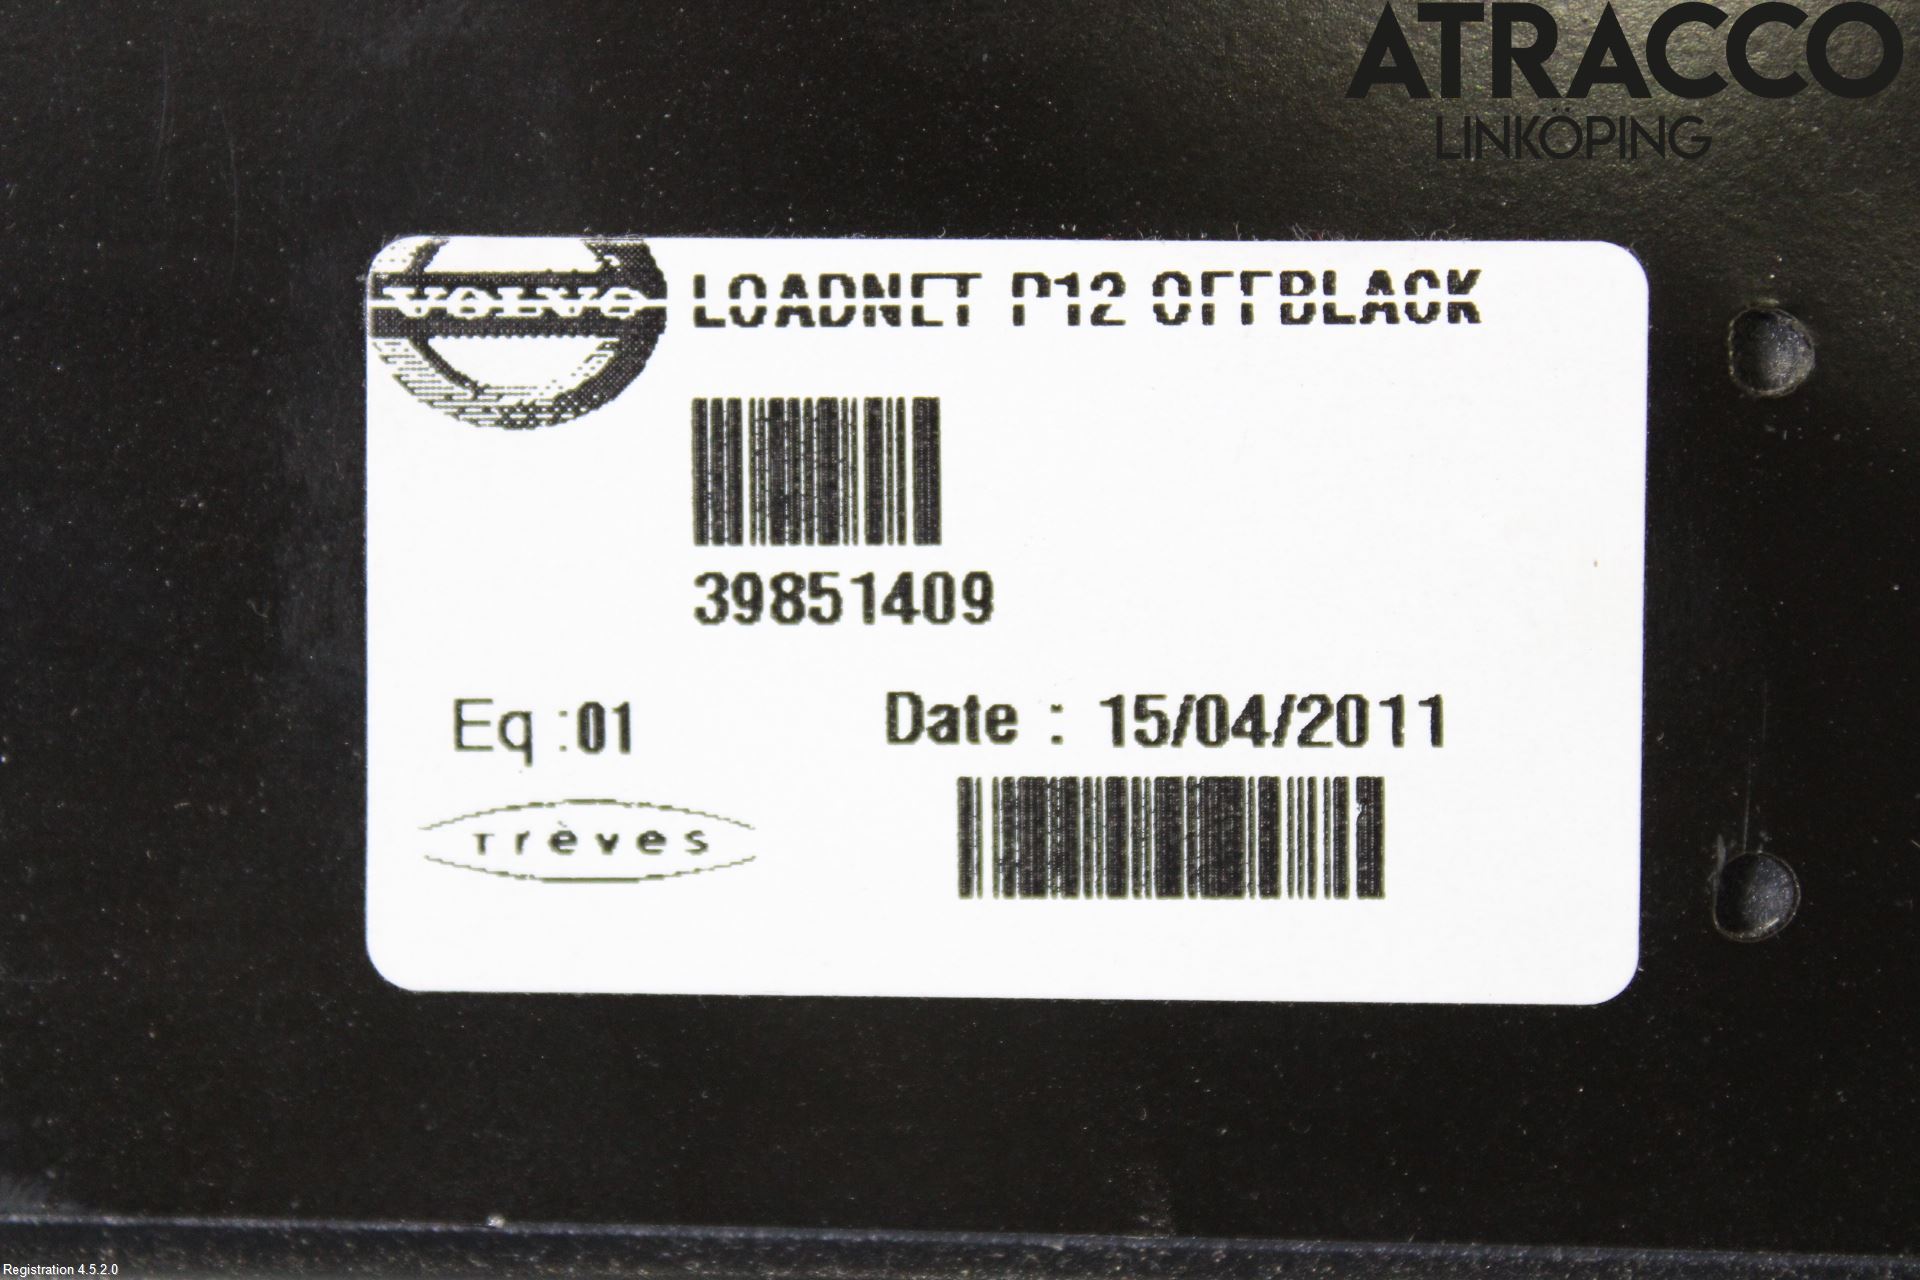 ATRACCO
LINKÖPING
VOLVO
LOADNET P12 OFFBLACK
39851409
Eq :01
Date : 15/04/2011
Trèves
Registration 4.5.2.0